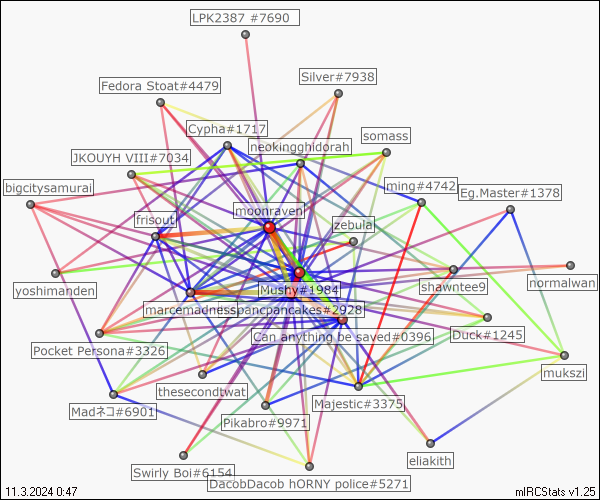 LPK2387 #7690
Silver#7938
Fedora Stoat#4479
Cypha#1717
somass
neokingghidorah
JKOUYH VIII#7034
bigcitysamurai
ming#4742
Eg.Master#1378
moonraven
frisout
zebula
yoshimanden
shawntee9
normalwan
Mushy#1984
marcemadness
pancpancakes#2928
Can anything be saved#0396
Duck#1245
Pocket Persona#3326
mukszi
thesecondtwat
Majestic#3375
Madネコ#6901
Pikabro#9971
eliakith
Swirly Boi#6154
DacobDacob hORNY police#5271
11.3.2024 0:47
mIRCStats v1.25